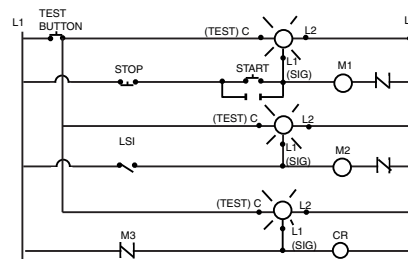 L1
TEST
BUTTON
(TEST) C
L2
L
L1
(SIG)
STOP
START
M1
(TEST) C
L2
L1
(SIG)
LSI
M2
(TEST) C
L2
L1
(SIG)
M3
CR